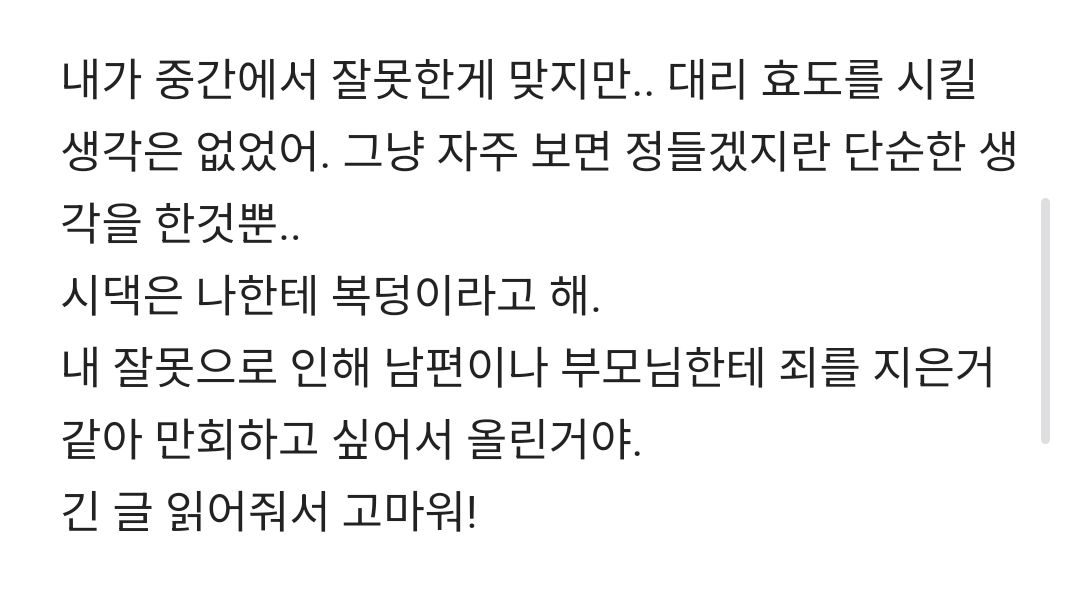 내가 중간에서 잘못한게 맞지만.. 대리 효도를 시킬
생각은 없었어. 그냥 자주 보면 정들겠지란 단순한 생
각을 한것뿐..
시댁은 나한테 복덩이라고 해.
내 잘못으로 인해 남편이나 부모님한테 죄를 지은거
같아 만회하고 싶어서 올린거야.
긴 글 읽어줘서 고마워!